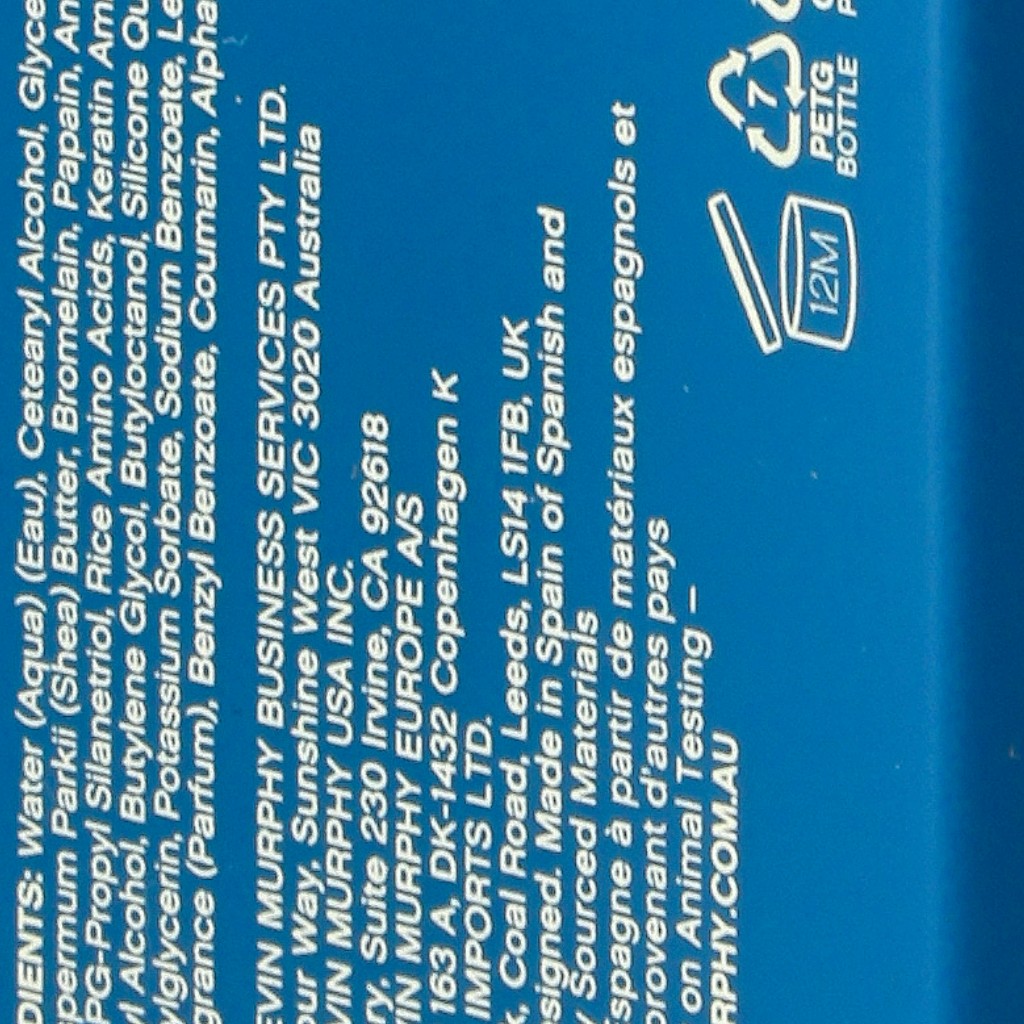 DIENTS: Water (Aqua) (Eau), Cetearyl Alcohol, Glyce
spermum Parkii (Shea) Butter, Bromelain, Papain, An
PG-Propyl Silanetriol, Rice Amino Acids, Keratin Ami
yl Alcohol, Butylene Glycol, Butyloctanol, Silicone Qu
ylglycerin, Potassium Sorbate, Sodium Benzoate, Le
grance (Parfum), Benzyl Benzoate, Coumarin, Alpha
EVIN MURPHY BUSINESS SERVICES PTY LTD.
our Way, Sunshine West VIC 3020 Australia
VIN MURPHY USA INC.
ry, Suite 230 Irvine, CA 92618
VIN MURPHY EUROPE A/S
163 A, DK-1432 Copenhagen K
IMPORTS LTD.
k, Coal Road, Leeds, LS14 1FB, UK
esigned. Made in Spain of Spanish and
y Sourced Materials
Espagne à partir de matériaux espagnols et
provenant d'autres pays
on Animal Testing –
RPHY.COM.AU
12M
7
PETG
BOTTLE